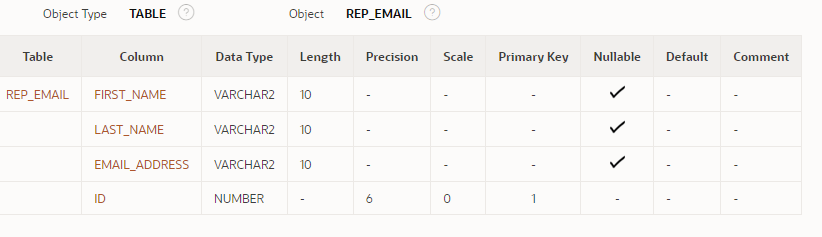 Object Type TABLE ? Object REP_EMAIL ?
Table Column Data Type Length Precision Scale Primary Key Nullable Default Comment
REP_EMAIL FIRST_NAME VARCHAR2 10 - - - ✓ - -
LAST_NAME VARCHAR2 10 - - - ✓ - -
EMAIL_ADDRESS VARCHAR2 10 - - - ✓ - -
ID NUMBER - 6 0 1 - - -